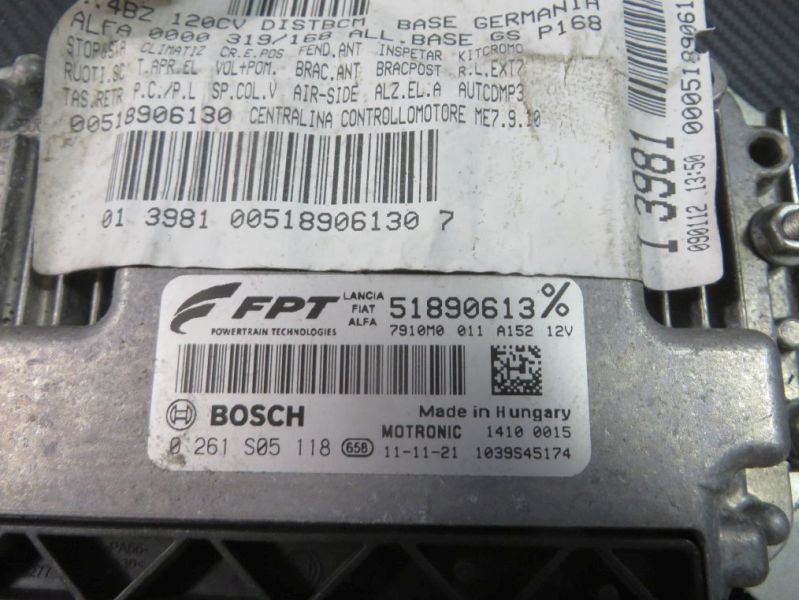 .4BZ 120CV DISTBCM BASE GERMANIA
ALFA 0000 319/168 ALL.BASE GS P168
CLIMATIZ CR.E.POS FEND.ANT INSPETAR KITCROMO
RUOTI.SC T.APR.EL VOL+POM. BRAC.ANT BRACPOST R.L.EXT7
TAS.RETR P.C./P.L SP.COL.V AIR-SIDE ALZ.EL.A AUTCDMP3
00518906130 CENTRALINA CONTROLLOMOTORE ME7.9.10
01 3981 00518906130 7
I 3981
090112 13:50
FPT
POWERTRAIN TECHNOLOGIES
LANCIA
FIAT
ALFA
51890613%
7910M0 011 A152 12V
BOSCH
Made in Hungary
MOTRONIC 1410 0015
0 261 S05 118 65B 11-11-21 1039S45174